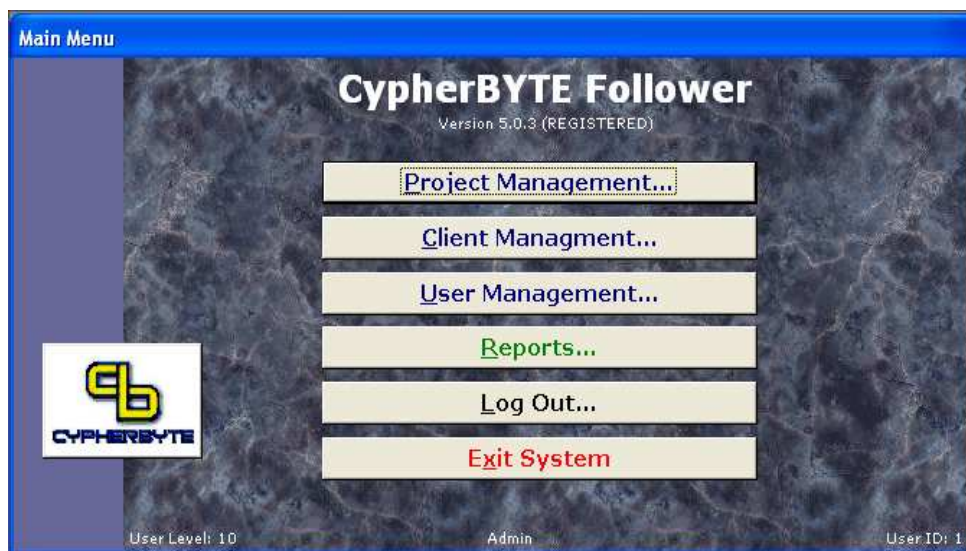 Main Menu
CypherBYTE Follower
Version 5.0.3 (REGISTERED)
Project Management...
Client Managment...
User Management...
Reports...
Log Out...
Exit System
CYPHERBYTE
User Level: 10 Admin User ID: 1